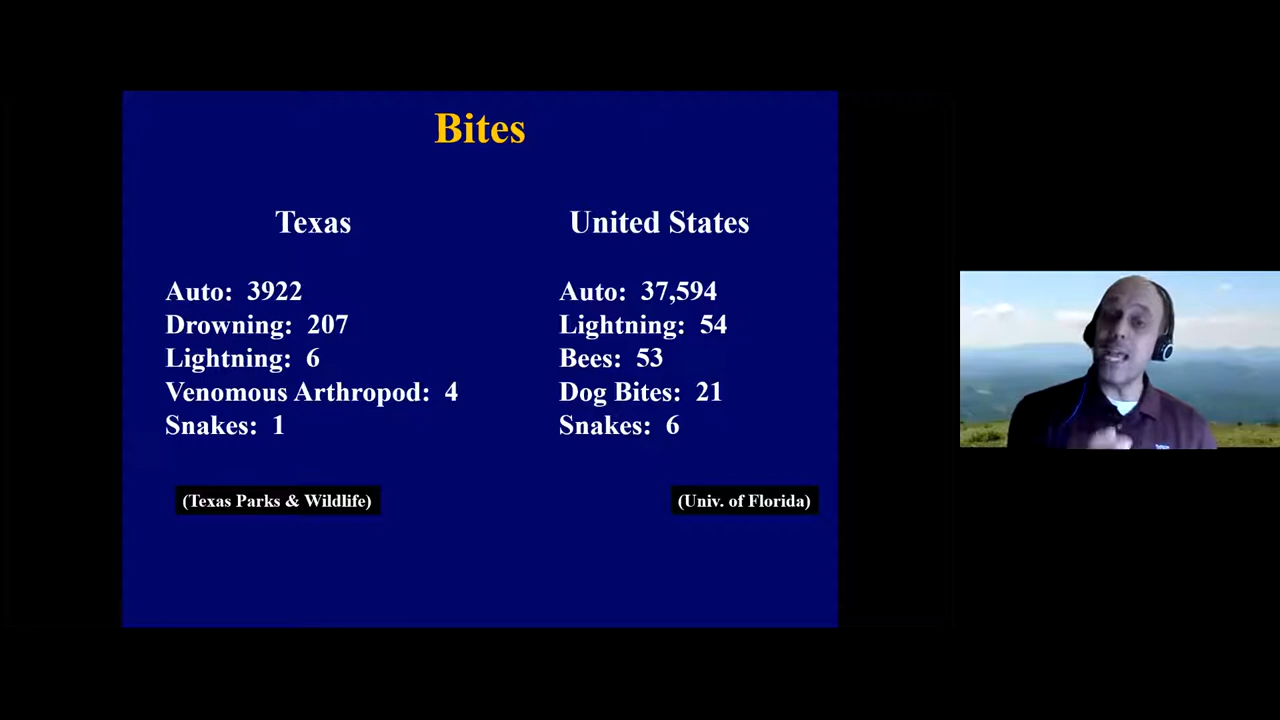 Bites
Texas
Auto: 3922
Drowning: 207
Lightning: 6
Venomous Arthropod: 4
Snakes: 1
(Texas Parks & Wildlife)
United States
Auto: 37,594
Lightning: 54
Bees: 53
Dog Bites: 21
Snakes: 6
(Univ. of Florida)